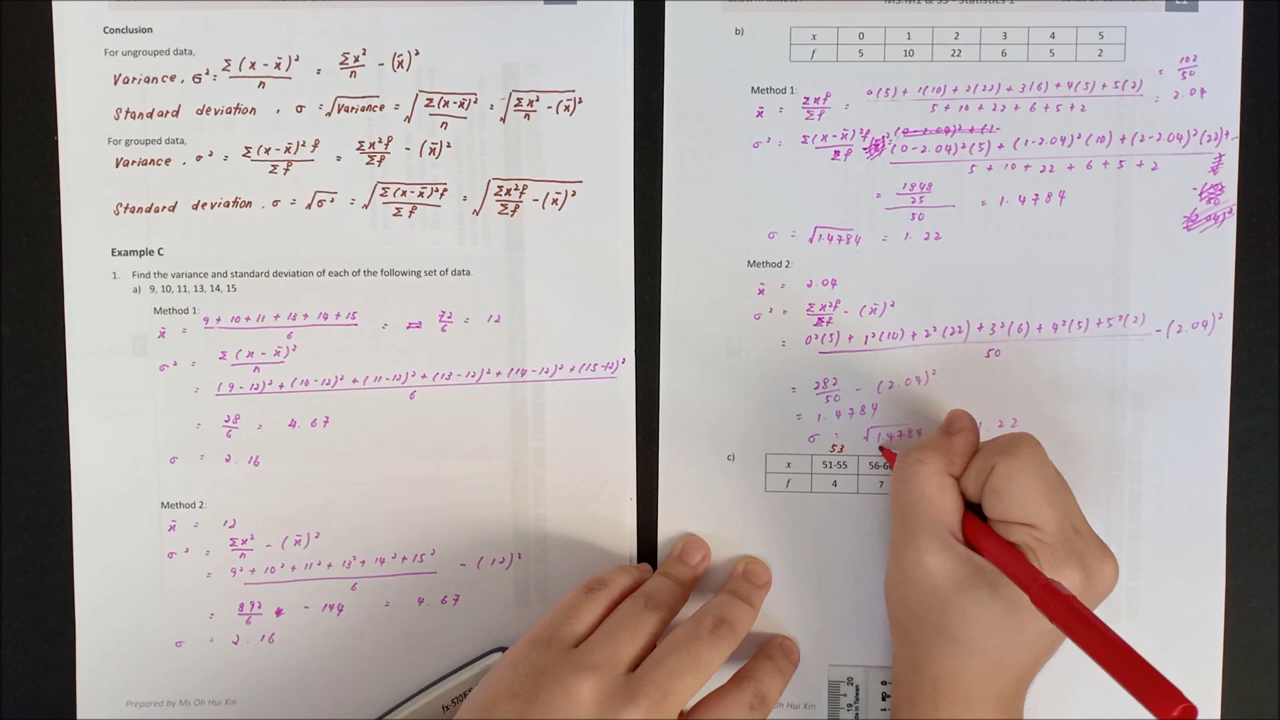 Conclusion
For ungrouped data,
Variance, σ² = Σ(x-x̄)²/n = Σx²/n - (x̄)²
Standard deviation, σ = √Variance = √(Σ(x-x̄)²/n) = √(Σx²/n - (x̄)²)
For grouped data,
Variance, σ² = Σ(x-x̄)²f/Σf = Σx²f/Σf - (x̄)²
Standard deviation, σ = √σ² = √(Σ(x-x̄)²f/Σf) = √(Σx²f/Σf - (x̄)²)
Example C
1. Find the variance and standard deviation of each of the following set of data.
a) 9, 10, 11, 13, 14, 15
Method 1:
x̄ = (9+10+11+13+14+15)/6 = 72/6 = 12
σ² = Σ(x-x̄)²/n
= ((9-12)²+(10-12)²+(11-12)²+(13-12)²+(14-12)²+(15-12)²)/6
= 28/6 = 4.67
σ = 2.16
Method 2:
x̄ = 12
σ² = Σx²/n - (x̄)²
= (9²+10²+11²+13²+14²+15²)/6 - (12)²
= 892/6 - 144 = 4.67
σ = 2.16
Prepared by Ms Oh Hui Xin
b)
x 0 1 2 3 4 5
f 5 10 22 6 5 2
Method 1:
x̄ = Σxf/Σf = (0(5)+1(10)+2(22)+3(6)+4(5)+5(2))/(5+10+22+6+5+2) = 102/50 = 2.04
σ² = Σ(x-x̄)²f/Σf = ((0-2.04)²(5)+(1-2.04)²(10)+(2-2.04)²(22)+...)/(5+10+22+6+5+2)
= (1848/25)/50 = 1.4784
σ = √1.4784 = 1.22
Method 2:
x̄ = 2.04
σ² = Σx²f/Σf - (x̄)²
= (0²(5)+1²(10)+2²(22)+3²(6)+4²(5)+5²(2))/50 - (2.04)²
= 282/50 - (2.04)²
= 1.4784
σ = √1.4784 1.22
53
c)
x 51-55
f 4 7
Hui Xin
fx-570